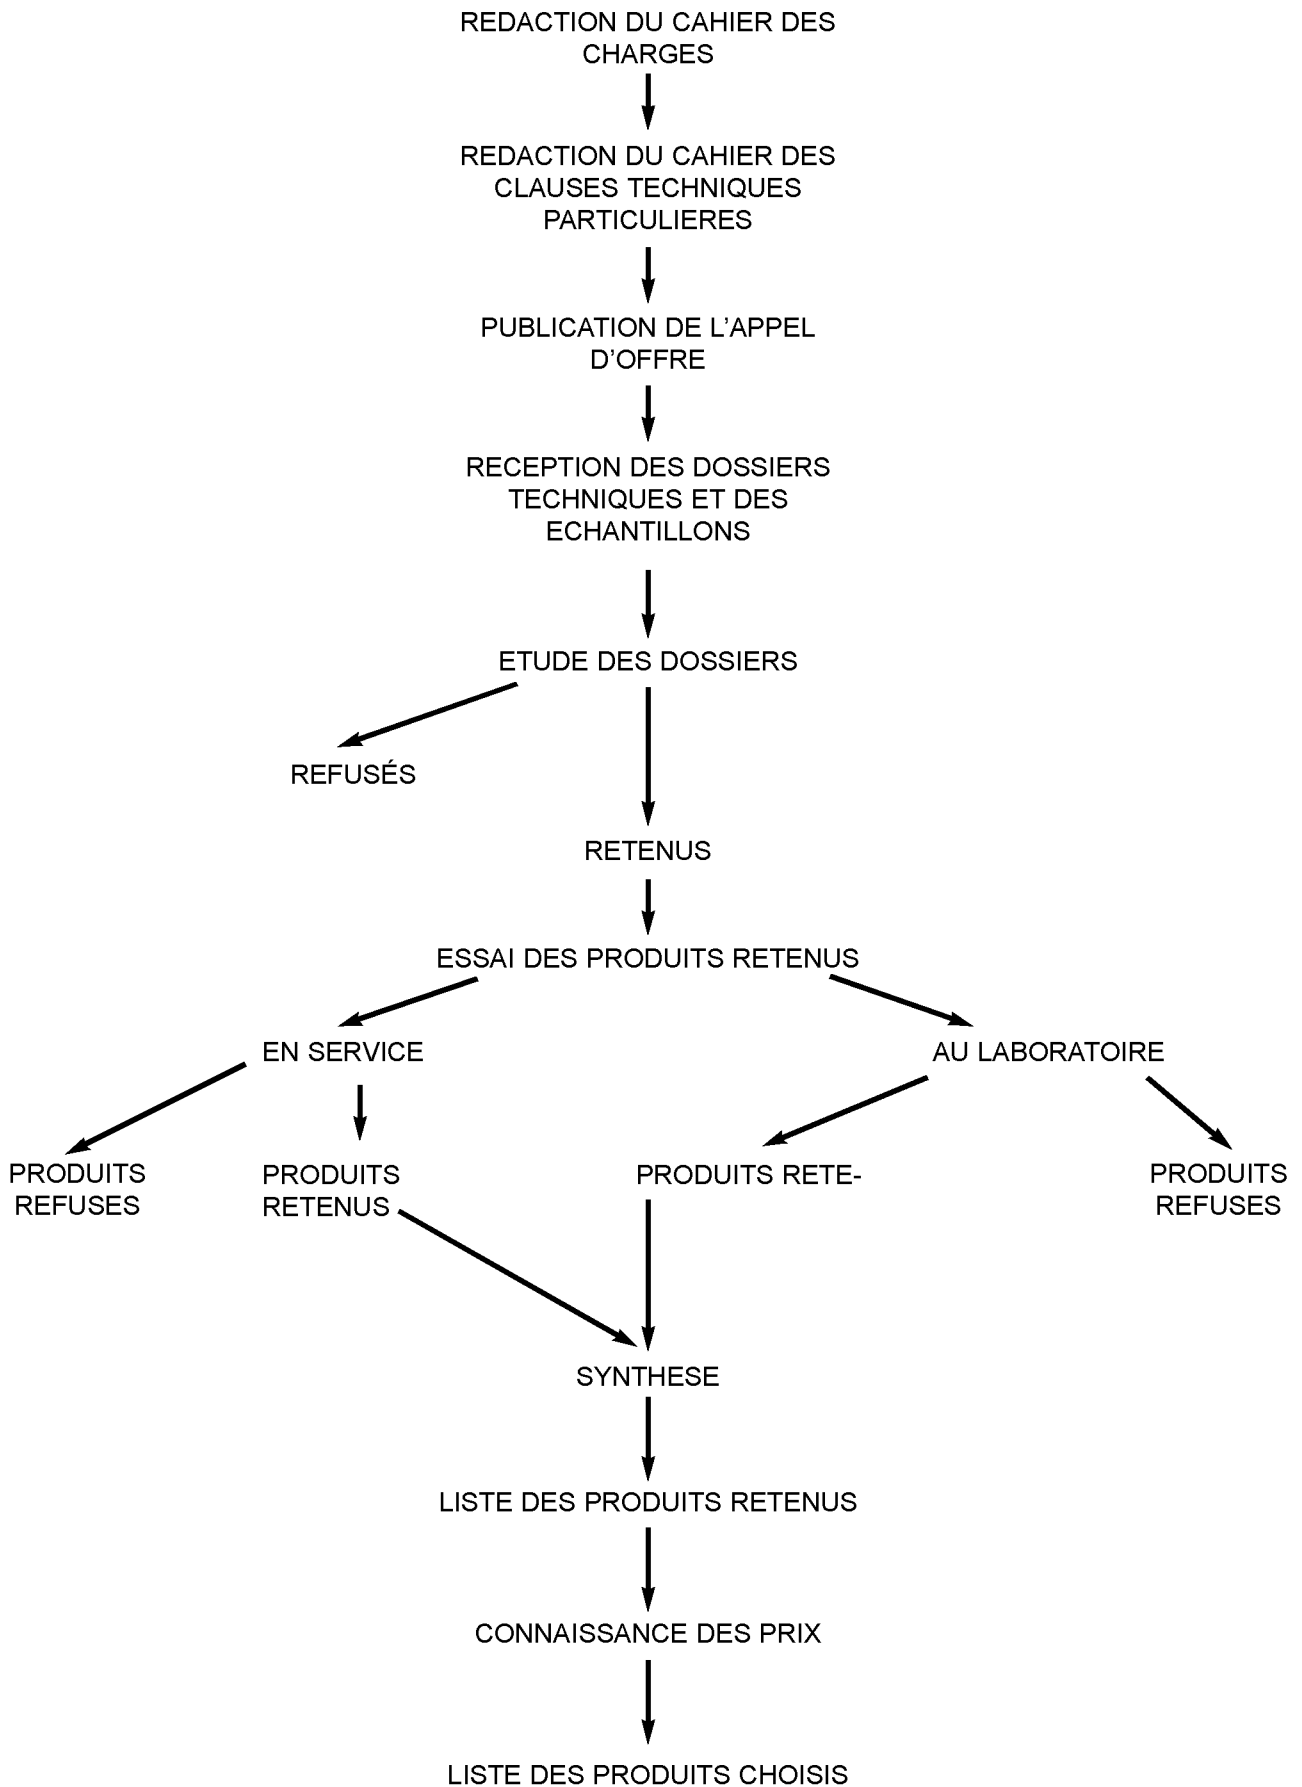 REDACTION DU CAHIER DES
CHARGES
REDACTION DU CAHIER DES
CLAUSES TECHNIQUES
PARTICULIERES
PUBLICATION DE L’APPEL
D’OFFRE
RECEPTION DES DOSSIERS
TECHNIQUES ET DES
ECHANTILLONS
ETUDE DES DOSSIERS
REFUSÉS
RETENUS
ESSAI DES PRODUITS RETENUS
EN SERVICE
AU LABORATOIRE
PRODUITS
REFUSES
PRODUITS
RETENUS
PRODUITS RETE-
PRODUITS
REFUSES
SYNTHESE
LISTE DES PRODUITS RETENUS
CONNAISSANCE DES PRIX
LISTE DES PRODUITS CHOISIS